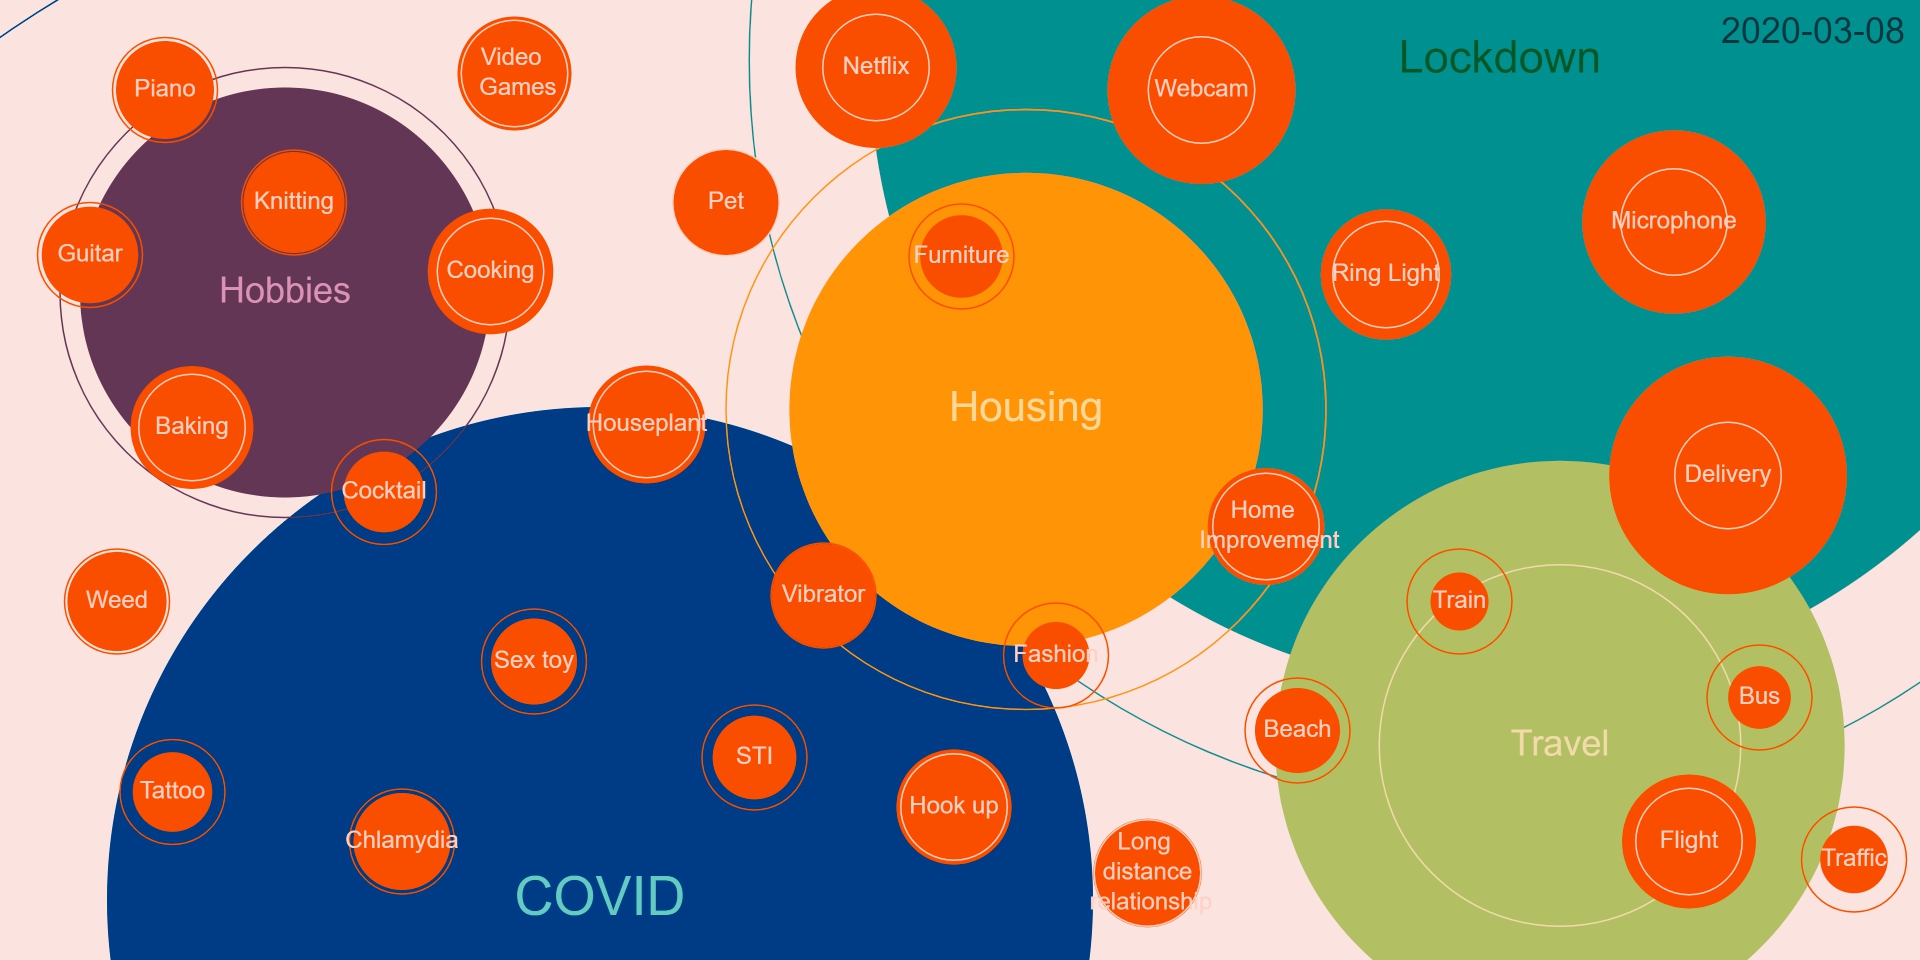 2020-03-08
Lockdown
Video
Games
Netflix
Webcam
Piano
Knitting
Pet
Microphone
Guitar
Cooking
Furniture
Ring Light
Hobbies
Housing
Baking
Houseplant
Cocktail
Delivery
Home
Improvement
Weed
Vibrator
Train
Sex toy
Fashion
Bus
Beach
Travel
STI
Tattoo
Hook up
Chlamydia
Long
distance
relationship
Flight
Traffic
COVID